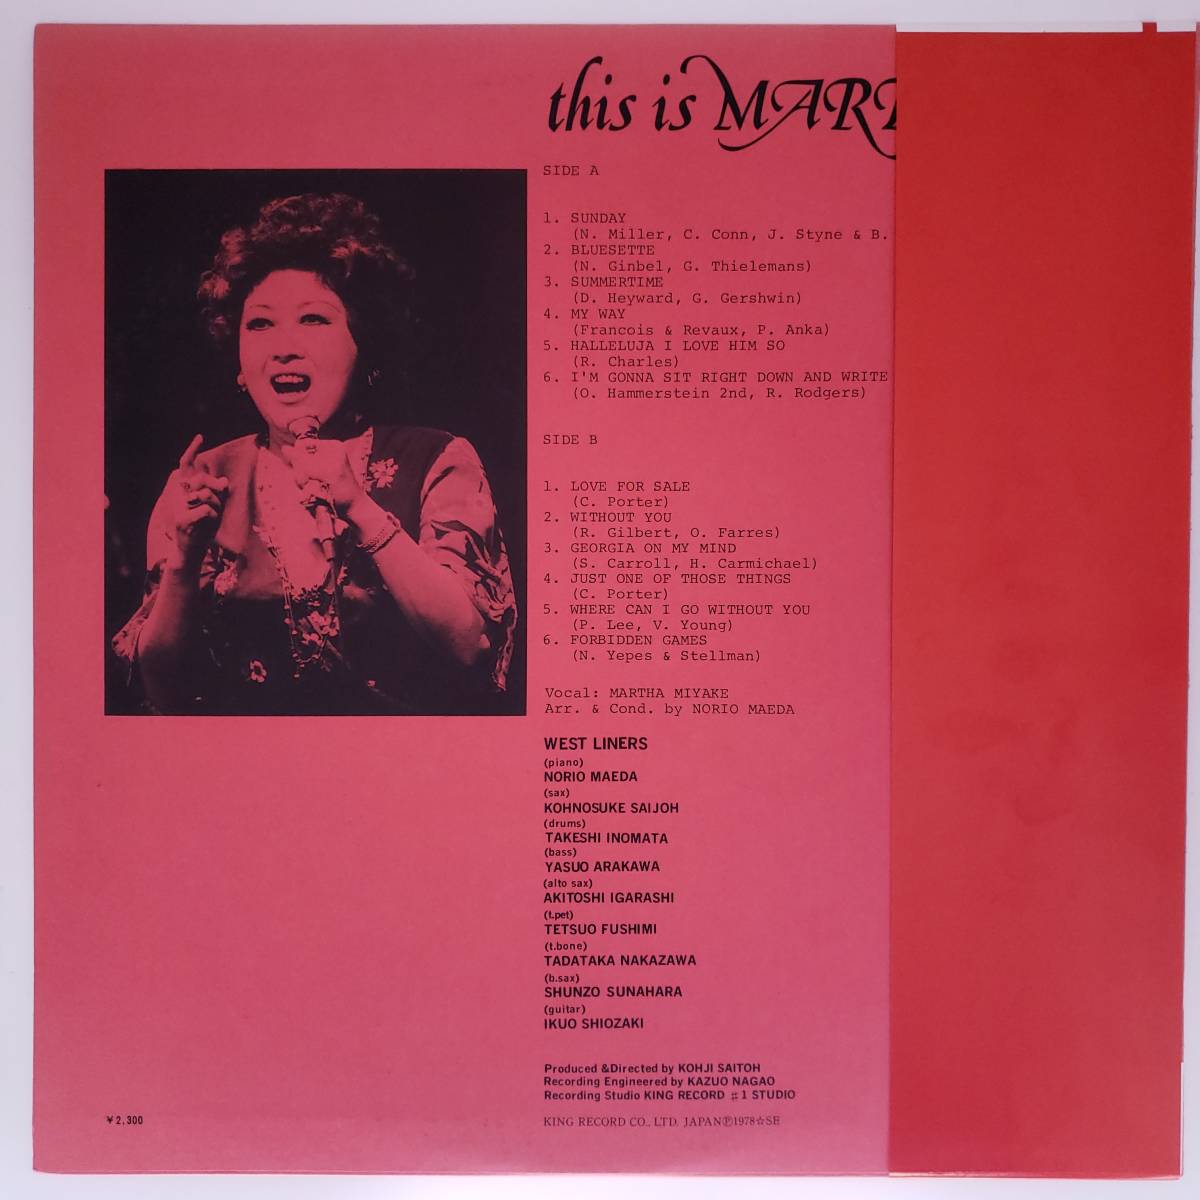 this is MAR
SIDE A
1. SUNDAY
(N. Miller, C. Conn, J. Styne & B.
2. BLUESETTE
(N. Ginbel, G. Thielemans)
3. SUMMERTIME
(D. Heyward, G. Gershwin)
4. MY WAY
(Francois & Revaux, P. Anka)
5. HALLELUJA I LOVE HIM SO
(R. Charles)
6. I'M GONNA SIT RIGHT DOWN AND WRITE
(O. Hammerstein 2nd, R. Rodgers)
SIDE B
1. LOVE FOR SALE
(C. Porter)
2. WITHOUT YOU
(R. Gilbert, O. Farres)
3. GEORGIA ON MY MIND
(S. Carroll, H. Carmichael)
4. JUST ONE OF THOSE THINGS
(C. Porter)
5. WHERE CAN I GO WITHOUT YOU
(P. Lee, V. Young)
6. FORBIDDEN GAMES
(N. Yepes & Stellman)
Vocal: MARTHA MIYAKE
Arr. & Cond. by NORIO MAEDA
WEST LINERS
(piano)
NORIO MAEDA
(sax)
KOHNOSUKE SAIJOH
(drums)
TAKESHI INOMATA
(bass)
YASUO ARAKAWA
(alto sax)
AKITOSHI IGARASHI
(t.pet)
TETSUO FUSHIMI
(t.bone)
TADATAKA NAKAZAWA
(b.sax)
SHUNZO SUNAHARA
(guitar)
IKUO SHIOZAKI
Produced &Directed by KOHJI SAITOH
Recording Engineered by KAZUO NAGAO
Recording Studio KING RECORD #1 STUDIO
¥2,300
KING RECORD CO., LTD. JAPANⓅ1978☆SE